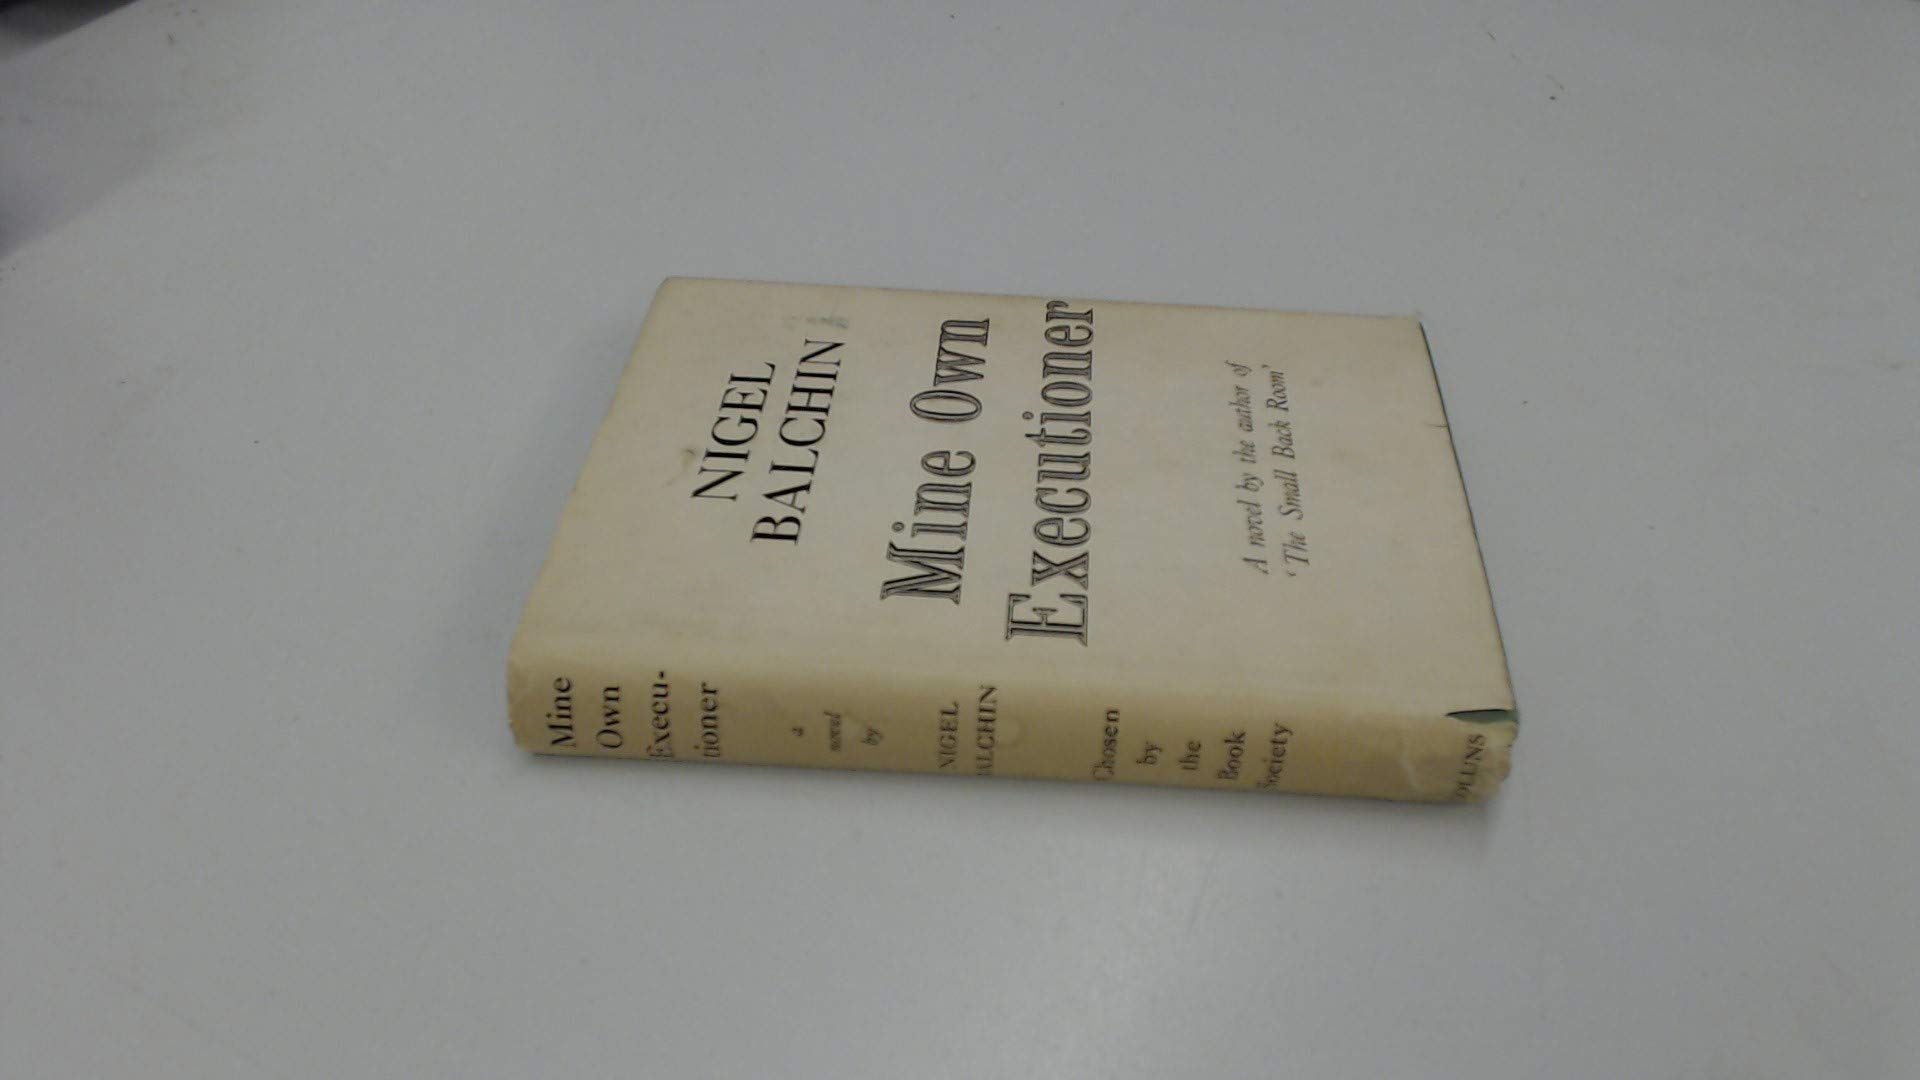 NIGEL
BALCHIN
Mine Own
Executioner
A novel by the author of
‘The Small Back Room’
Mine
Own
Execu-
tioner
a
novel
by
NIGEL
BALCHIN
Chosen
by
the
Book
Society
COLLINS